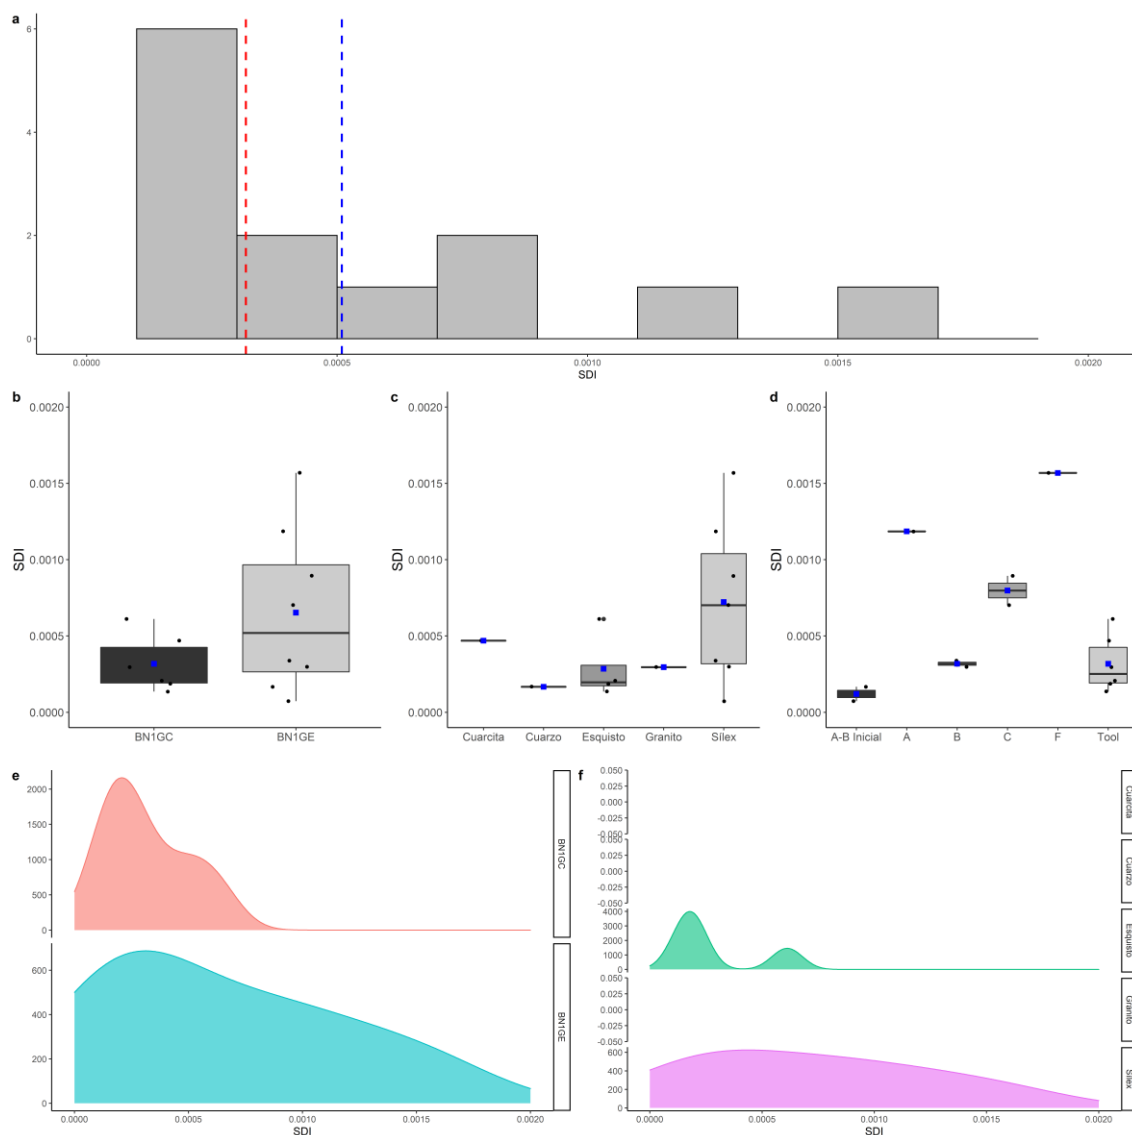 a
6
4
2
0
0.0000 0.0005 0.0010 0.0015 0.0020
SDI
b
0.0020
0.0015
0.0010
0.0005
0.0000
SDI
BN1GC BN1GE
c
0.0020
0.0015
0.0010
0.0005
0.0000
SDI
Cuarcita Cuarzo Esquisto Granito Sílex
d
0.0020
0.0015
0.0010
0.0005
0.0000
SDI
A-B Inicial A B C F Tool
e
2000
1500
1000
500
0
BN1GC
600
400
200
0
BN1GE
0.0000 0.0005 0.0010 0.0015 0.0020
SDI
f
0.050
0.025
0.000
-0.025
-0.050
Cuarcita
0.050
0.025
0.000
-0.025
-0.050
Cuarzo
4000
3000
2000
1000
0
Esquisto
0.050
0.025
0.000
-0.025
-0.050
Granito
600
400
200
0
Sílex
0.0000 0.0005 0.0010 0.0015 0.0020
SDI